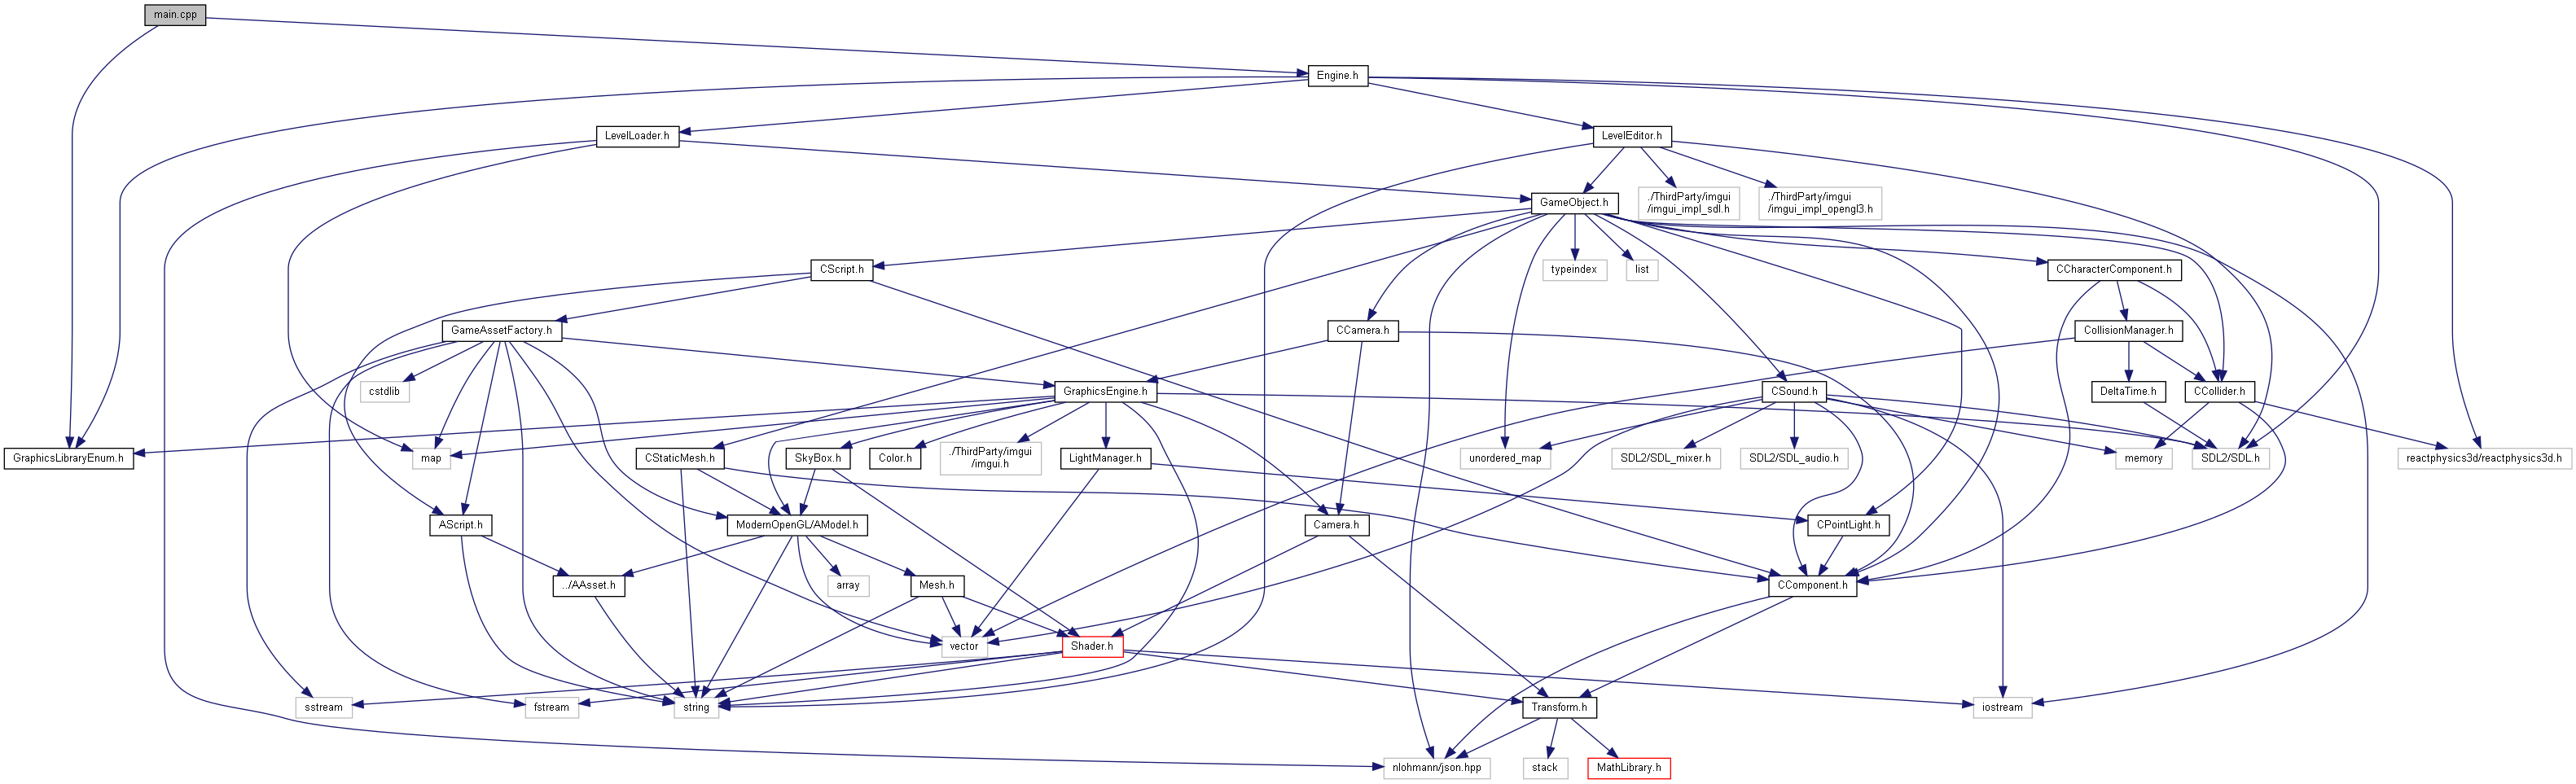 main.cpp
Engine.h
LevelLoader.h
LevelEditor.h
GameObject.h
../ThirdParty/imgui
/imgui_impl_sdl.h
../ThirdParty/imgui
/imgui_impl_opengl3.h
CScript.h
typeindex
list
CCharacterComponent.h
GameAssetFactory.h
CCamera.h
CollisionManager.h
cstdlib
GraphicsEngine.h
CSound.h
DeltaTime.h
CCollider.h
GraphicsLibraryEnum.h
map
CStaticMesh.h
SkyBox.h
Color.h
../ThirdParty/imgui
/imgui.h
LightManager.h
unordered_map
SDL2/SDL_mixer.h
SDL2/SDL_audio.h
memory
SDL2/SDL.h
reactphysics3d/reactphysics3d.h
AScript.h
ModernOpenGL/AModel.h
Camera.h
CPointLight.h
../AAsset.h
array
Mesh.h
CComponent.h
vector
Shader.h
sstream
fstream
string
Transform.h
iostream
nlohmann/json.hpp
stack
MathLibrary.h